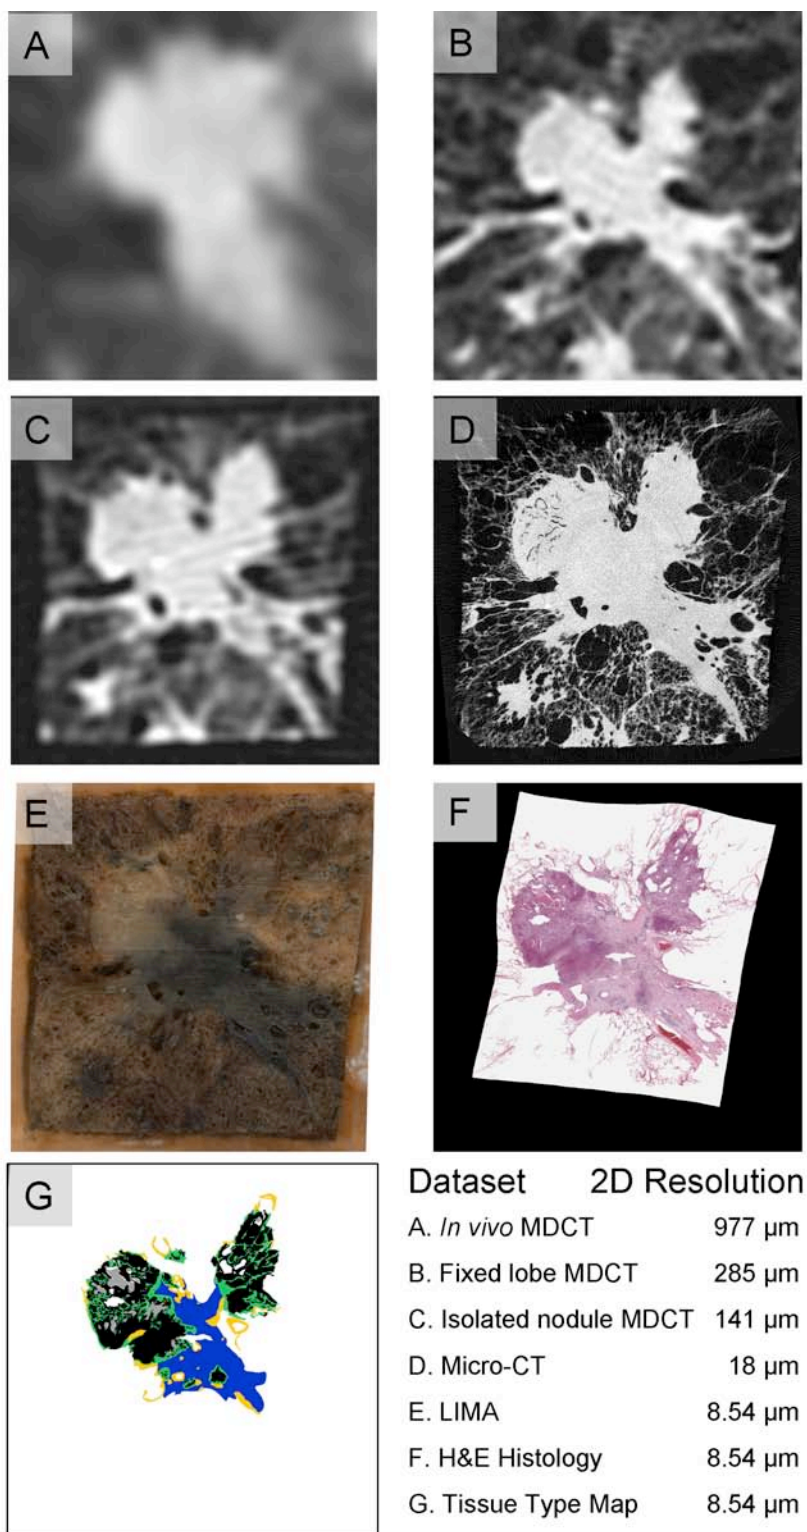 A
B
C
D
E
F
G
Dataset 2D Resolution
A. In vivo MDCT 977 µm
B. Fixed lobe MDCT 285 µm
C. Isolated nodule MDCT 141 µm
D. Micro-CT 18 µm
E. LIMA 8.54 µm
F. H&E Histology 8.54 µm
G. Tissue Type Map 8.54 µm